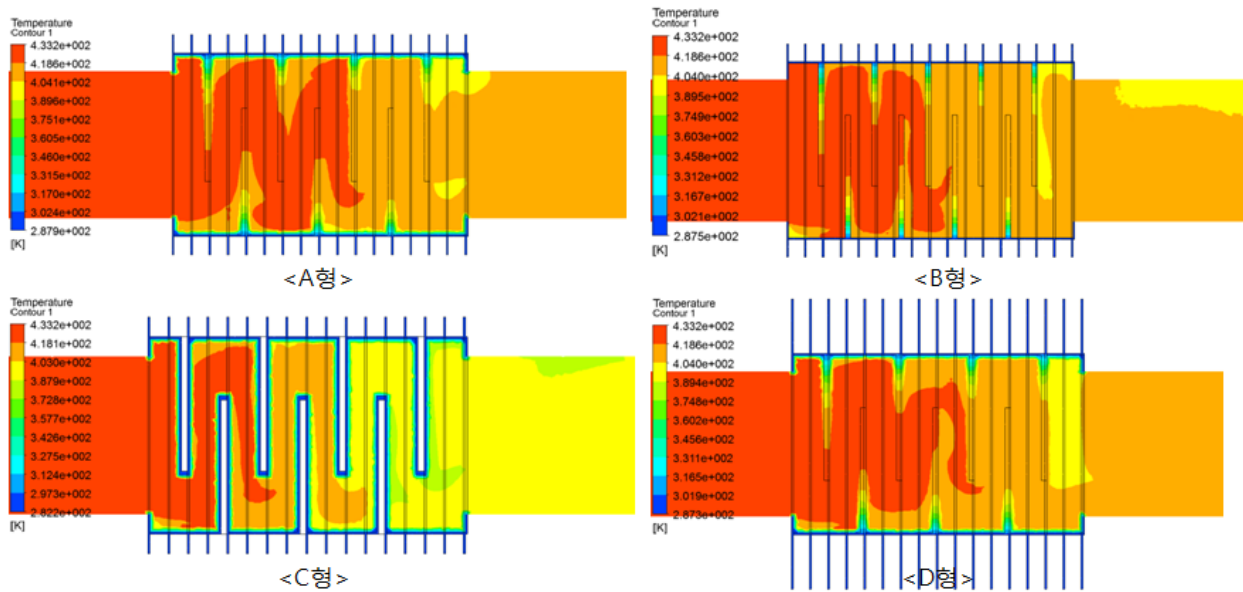 Temperature
Contour 1
4.332e+002
4.186e+002
4.041e+002
3.896e+002
3.751e+002
3.605e+002
3.460e+002
3.315e+002
3.170e+002
3.024e+002
2.879e+002
[K]
<A형>
Temperature
Contour 1
4.332e+002
4.186e+002
4.040e+002
3.895e+002
3.749e+002
3.603e+002
3.458e+002
3.312e+002
3.167e+002
3.021e+002
2.875e+002
[K]
<B형>
Temperature
Contour 1
4.332e+002
4.181e+002
4.030e+002
3.879e+002
3.728e+002
3.577e+002
3.426e+002
3.275e+002
3.124e+002
2.973e+002
2.822e+002
[K]
<C형>
Temperature
Contour 1
4.332e+002
4.186e+002
4.040e+002
3.894e+002
3.748e+002
3.602e+002
3.456e+002
3.311e+002
3.165e+002
3.019e+002
2.873e+002
[K]
<D형>